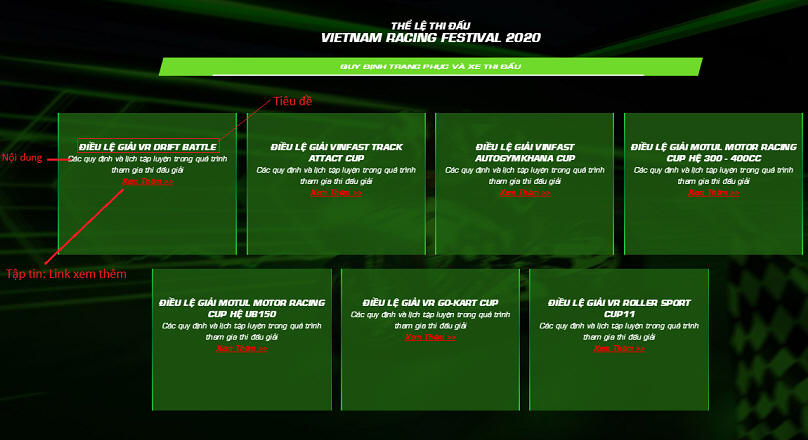 THỂ LỆ THI ĐẤU
VIETNAM RACING FESTIVAL 2020
QUY ĐỊNH TRANG PHỤC VÀ XE THI ĐẤU
Tiêu đề
ĐIỀU LỆ GIẢI VR DRIFT BATTLE
Nội dung
Các quy định và lịch tập luyện trong quá trình
tham gia thi đấu giải
Xem Thêm >>
Tập tin: Link xem thêm
ĐIỀU LỆ GIẢI VINFAST TRACK
ATTACT CUP
Các quy định và lịch tập luyện trong quá trình
tham gia thi đấu giải
Xem Thêm >>
ĐIỀU LỆ GIẢI VINFAST
AUTOGYMKHANA CUP
Các quy định và lịch tập luyện trong quá trình
tham gia thi đấu giải
Xem Thêm >>
ĐIỀU LỆ GIẢI MOTUL MOTOR RACING
CUP HỆ 300 - 400CC
Các quy định và lịch tập luyện trong quá trình
tham gia thi đấu giải
Xem Thêm >>
ĐIỀU LỆ GIẢI MOTUL MOTOR RACING
CUP HỆ UB150
Các quy định và lịch tập luyện trong quá trình
tham gia thi đấu giải
Xem Thêm >>
ĐIỀU LỆ GIẢI VR GO-KART CUP
Các quy định và lịch tập luyện trong quá trình
tham gia thi đấu giải
Xem Thêm >>
ĐIỀU LỆ GIẢI VR ROLLER SPORT
CUP11
Các quy định và lịch tập luyện trong quá trình
tham gia thi đấu giải
Xem Thêm >>